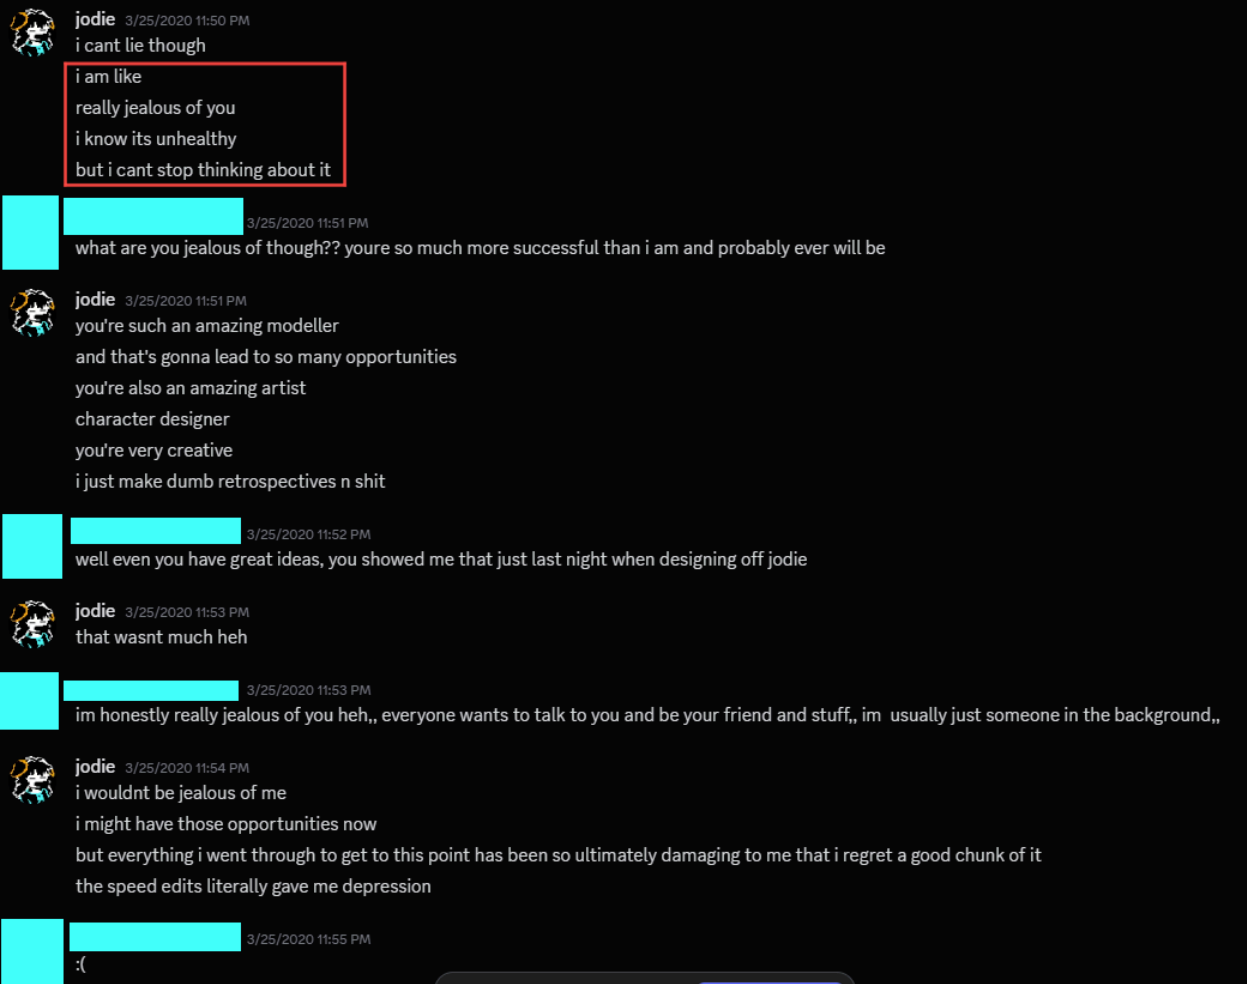 jodie 3/25/2020 11:50 PM
i cant lie though
i am like
really jealous of you
i know its unhealthy
but i cant stop thinking about it
3/25/2020 11:51 PM
what are you jealous of though?? youre so much more successful than i am and probably ever will be
jodie 3/25/2020 11:51 PM
you're such an amazing modeller
and that's gonna lead to so many opportunities
you're also an amazing artist
character designer
you're very creative
i just make dumb retrospectives n shit
3/25/2020 11:52 PM
well even you have great ideas, you showed me that just last night when designing off jodie
jodie 3/25/2020 11:53 PM
that wasnt much heh
3/25/2020 11:53 PM
im honestly really jealous of you heh,, everyone wants to talk to you and be your friend and stuff,, im  usually just someone in the background,,
jodie 3/25/2020 11:54 PM
i wouldnt be jealous of me
i might have those opportunities now
but everything i went through to get to this point has been so ultimately damaging to me that i regret a good chunk of it
the speed edits literally gave me depression
3/25/2020 11:55 PM
:(